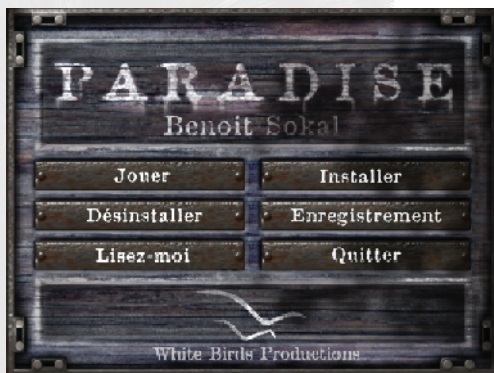 PARADISE
Benoit Sokal
Jouer
Installer
Désinstaller
Enregistrement
Lisez-moi
Quitter
White Birds Productions